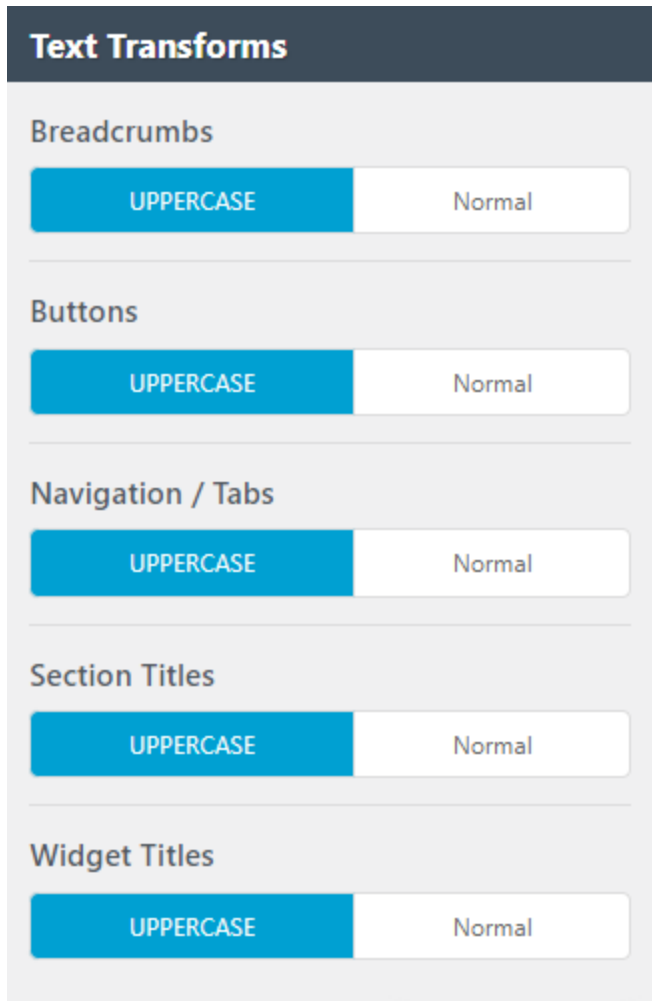 Text Transforms
Breadcrumbs
UPPERCASE Normal
Buttons
UPPERCASE Normal
Navigation / Tabs
UPPERCASE Normal
Section Titles
UPPERCASE Normal
Widget Titles
UPPERCASE Normal